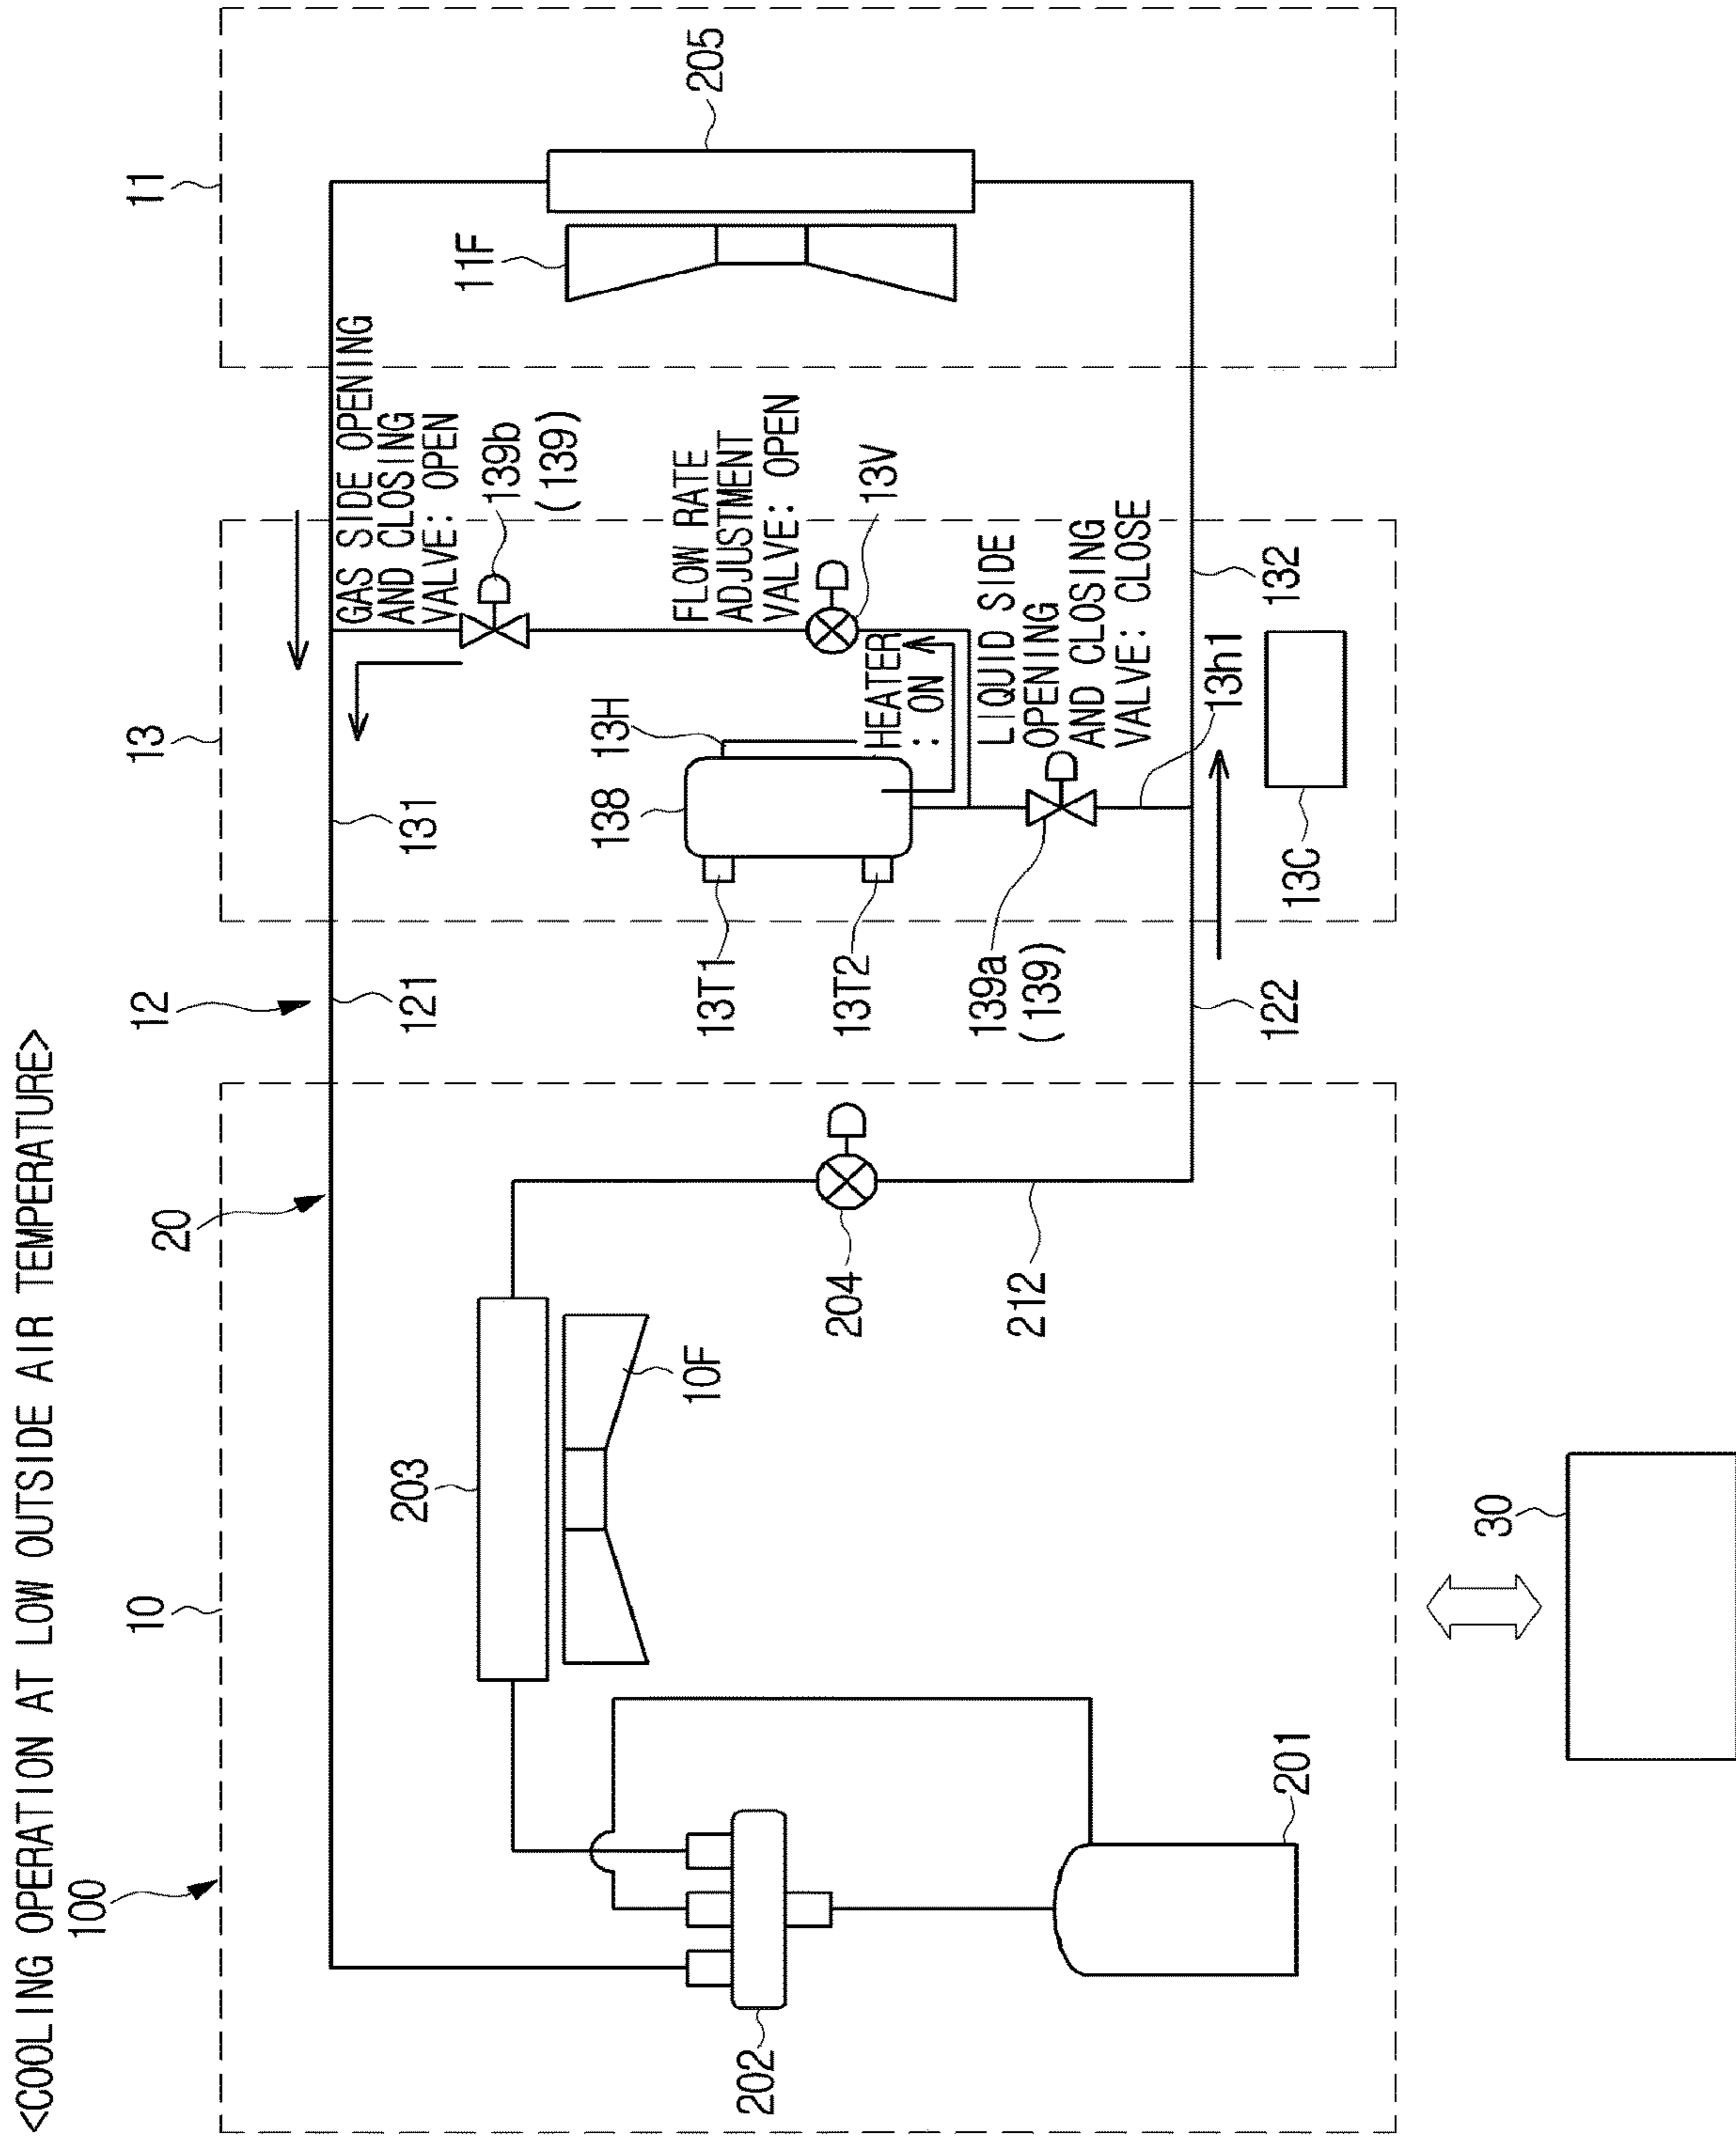 <COOLING OPERATION AT LOW OUTSIDE AIR TEMPERATURE>
100
10
20
12
13
11
203
10F
202
201
204
212
121
131
122
132
GAS SIDE OPENING
AND CLOSING
VALVE: OPEN
139b
(139)
FLOW RATE
ADJUSTMENT
VALVE: OPEN
13V
138
13H
HEATER
: ON
LIQUID SIDE
OPENING
AND CLOSING
VALVE: CLOSE
13T1
13T2
139a
(139)
13h1
13C
11F
205
30